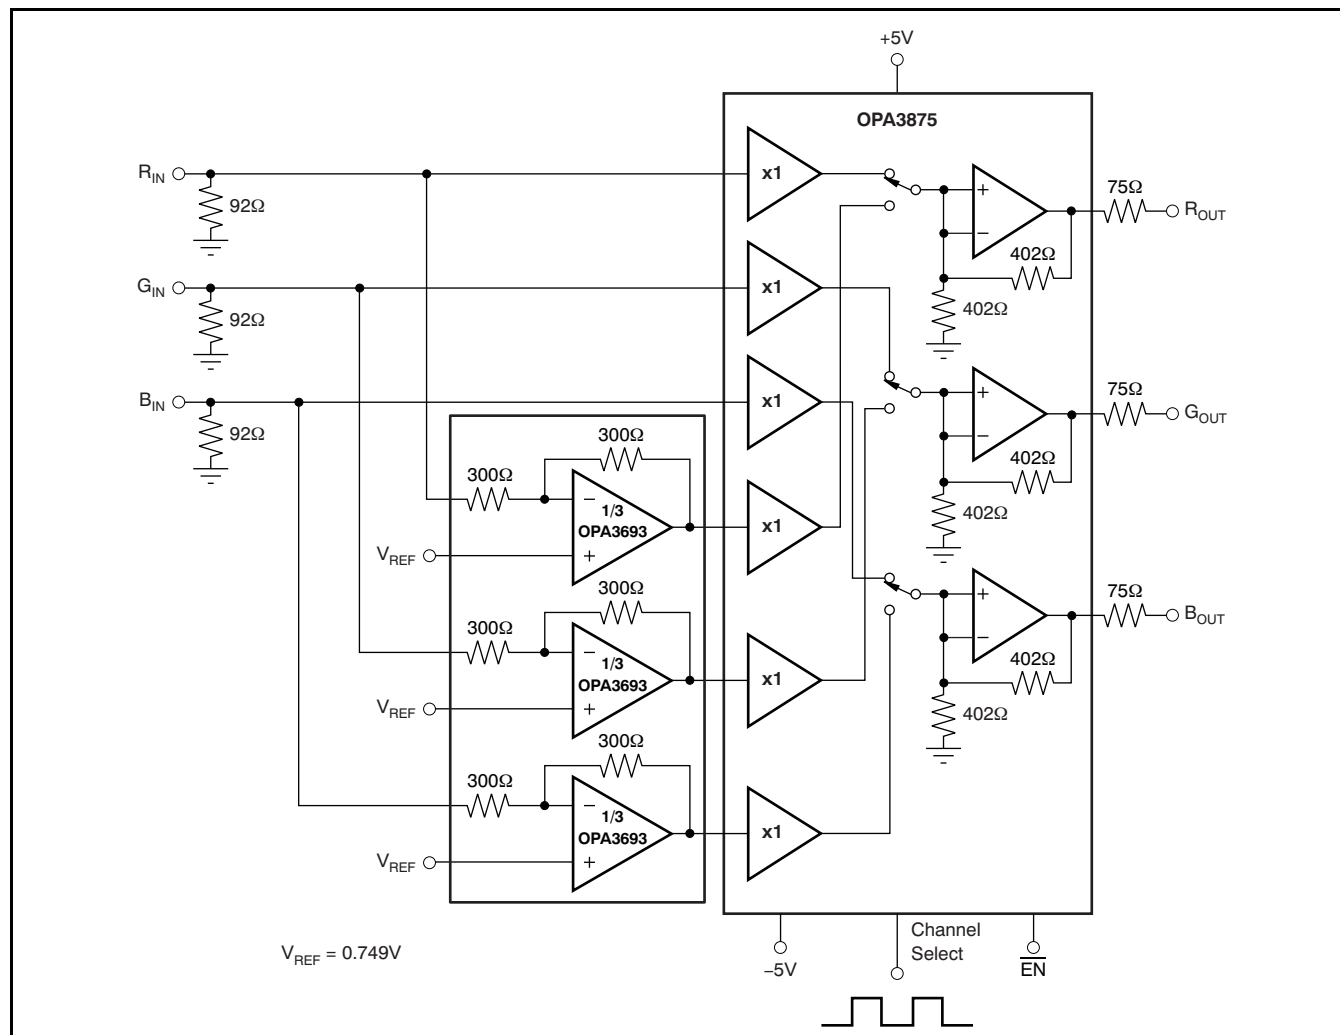 +5V
OPA3875
R_IN
92Ω
x1
75Ω
R_OUT
+
−
402Ω
402Ω
G_IN
92Ω
x1
75Ω
G_OUT
+
−
402Ω
402Ω
B_IN
92Ω
x1
75Ω
B_OUT
+
−
402Ω
402Ω
300Ω
300Ω
−
1/3
OPA3693
+
V_REF
x1
300Ω
300Ω
−
1/3
OPA3693
+
V_REF
x1
300Ω
300Ω
−
1/3
OPA3693
+
V_REF
x1
V_REF = 0.749V
−5V
Channel
Select
EN